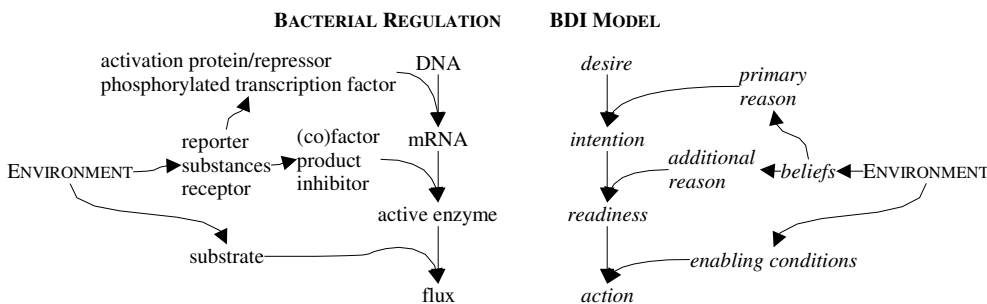 BACTERIAL REGULATION BDI MODEL
activation protein/repressor
phosphorylated transcription factor
DNA
desire
primary
reason
reporter
substances
receptor
(co)factor
product
inhibitor
mRNA
intention
additional
reason
beliefs
ENVIRONMENT
ENVIRONMENT
active enzyme
readiness
substrate
enabling conditions
flux
action